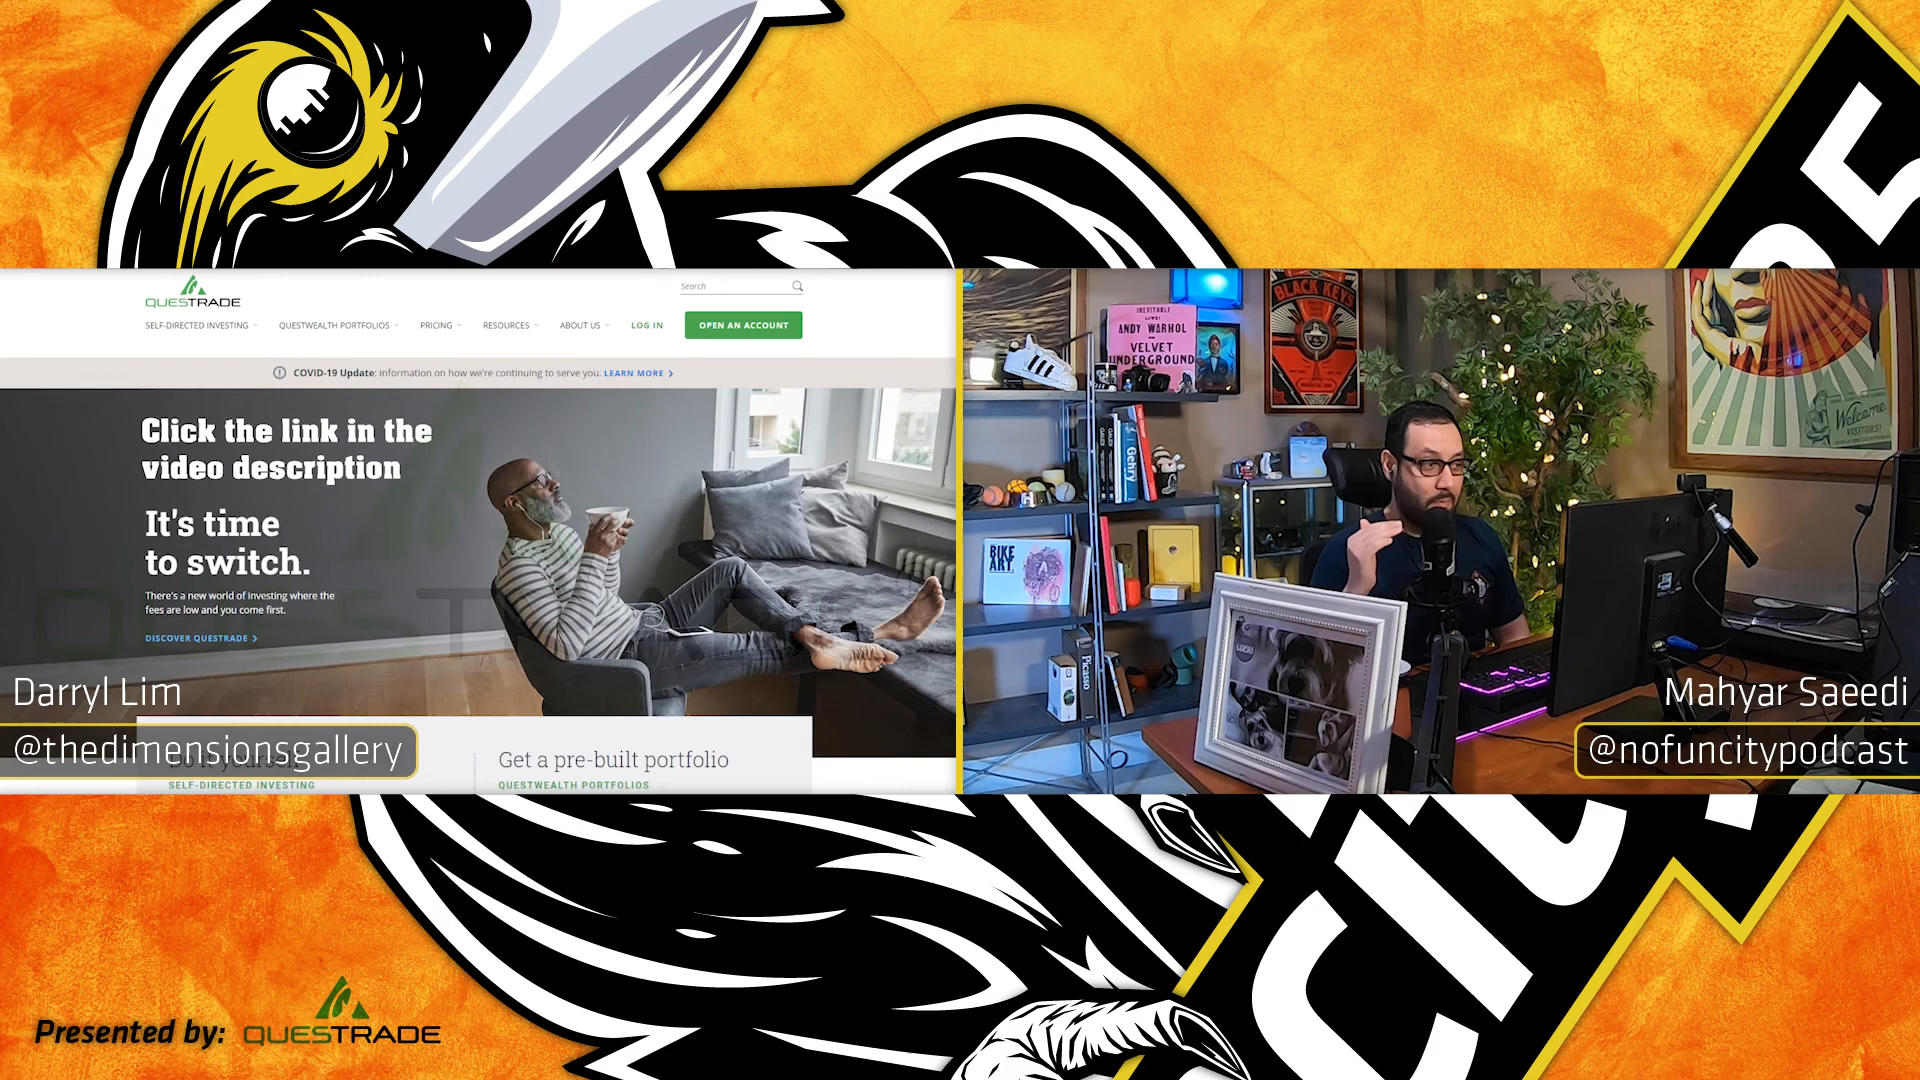 QUESTRADE
Search
SELF-DIRECTED INVESTING
QUESTWEALTH PORTFOLIOS
PRICING
RESOURCES
ABOUT US
LOG IN
OPEN AN ACCOUNT
COVID-19 Update: information on how we're continuing to serve you. LEARN MORE
Click the link in the
video description
It's time
to switch.
There's a new world of investing where the
fees are low and you come first.
DISCOVER QUESTRADE
QUESTRADE
Darryl Lim
@thedimensionsgallery
Do it yourself
SELF-DIRECTED INVESTING
Get a pre-built portfolio
QUESTWEALTH PORTFOLIOS
INEVITABLE
ANDY WARHOL
VELVET
UNDERGROUND
BLACK KEYS
Welcome
VISITORS!
Gehry
BIKE
ART
Picasso
Mahyar Saeedi
@nofuncitypodcast
Presented by: QUESTRADE